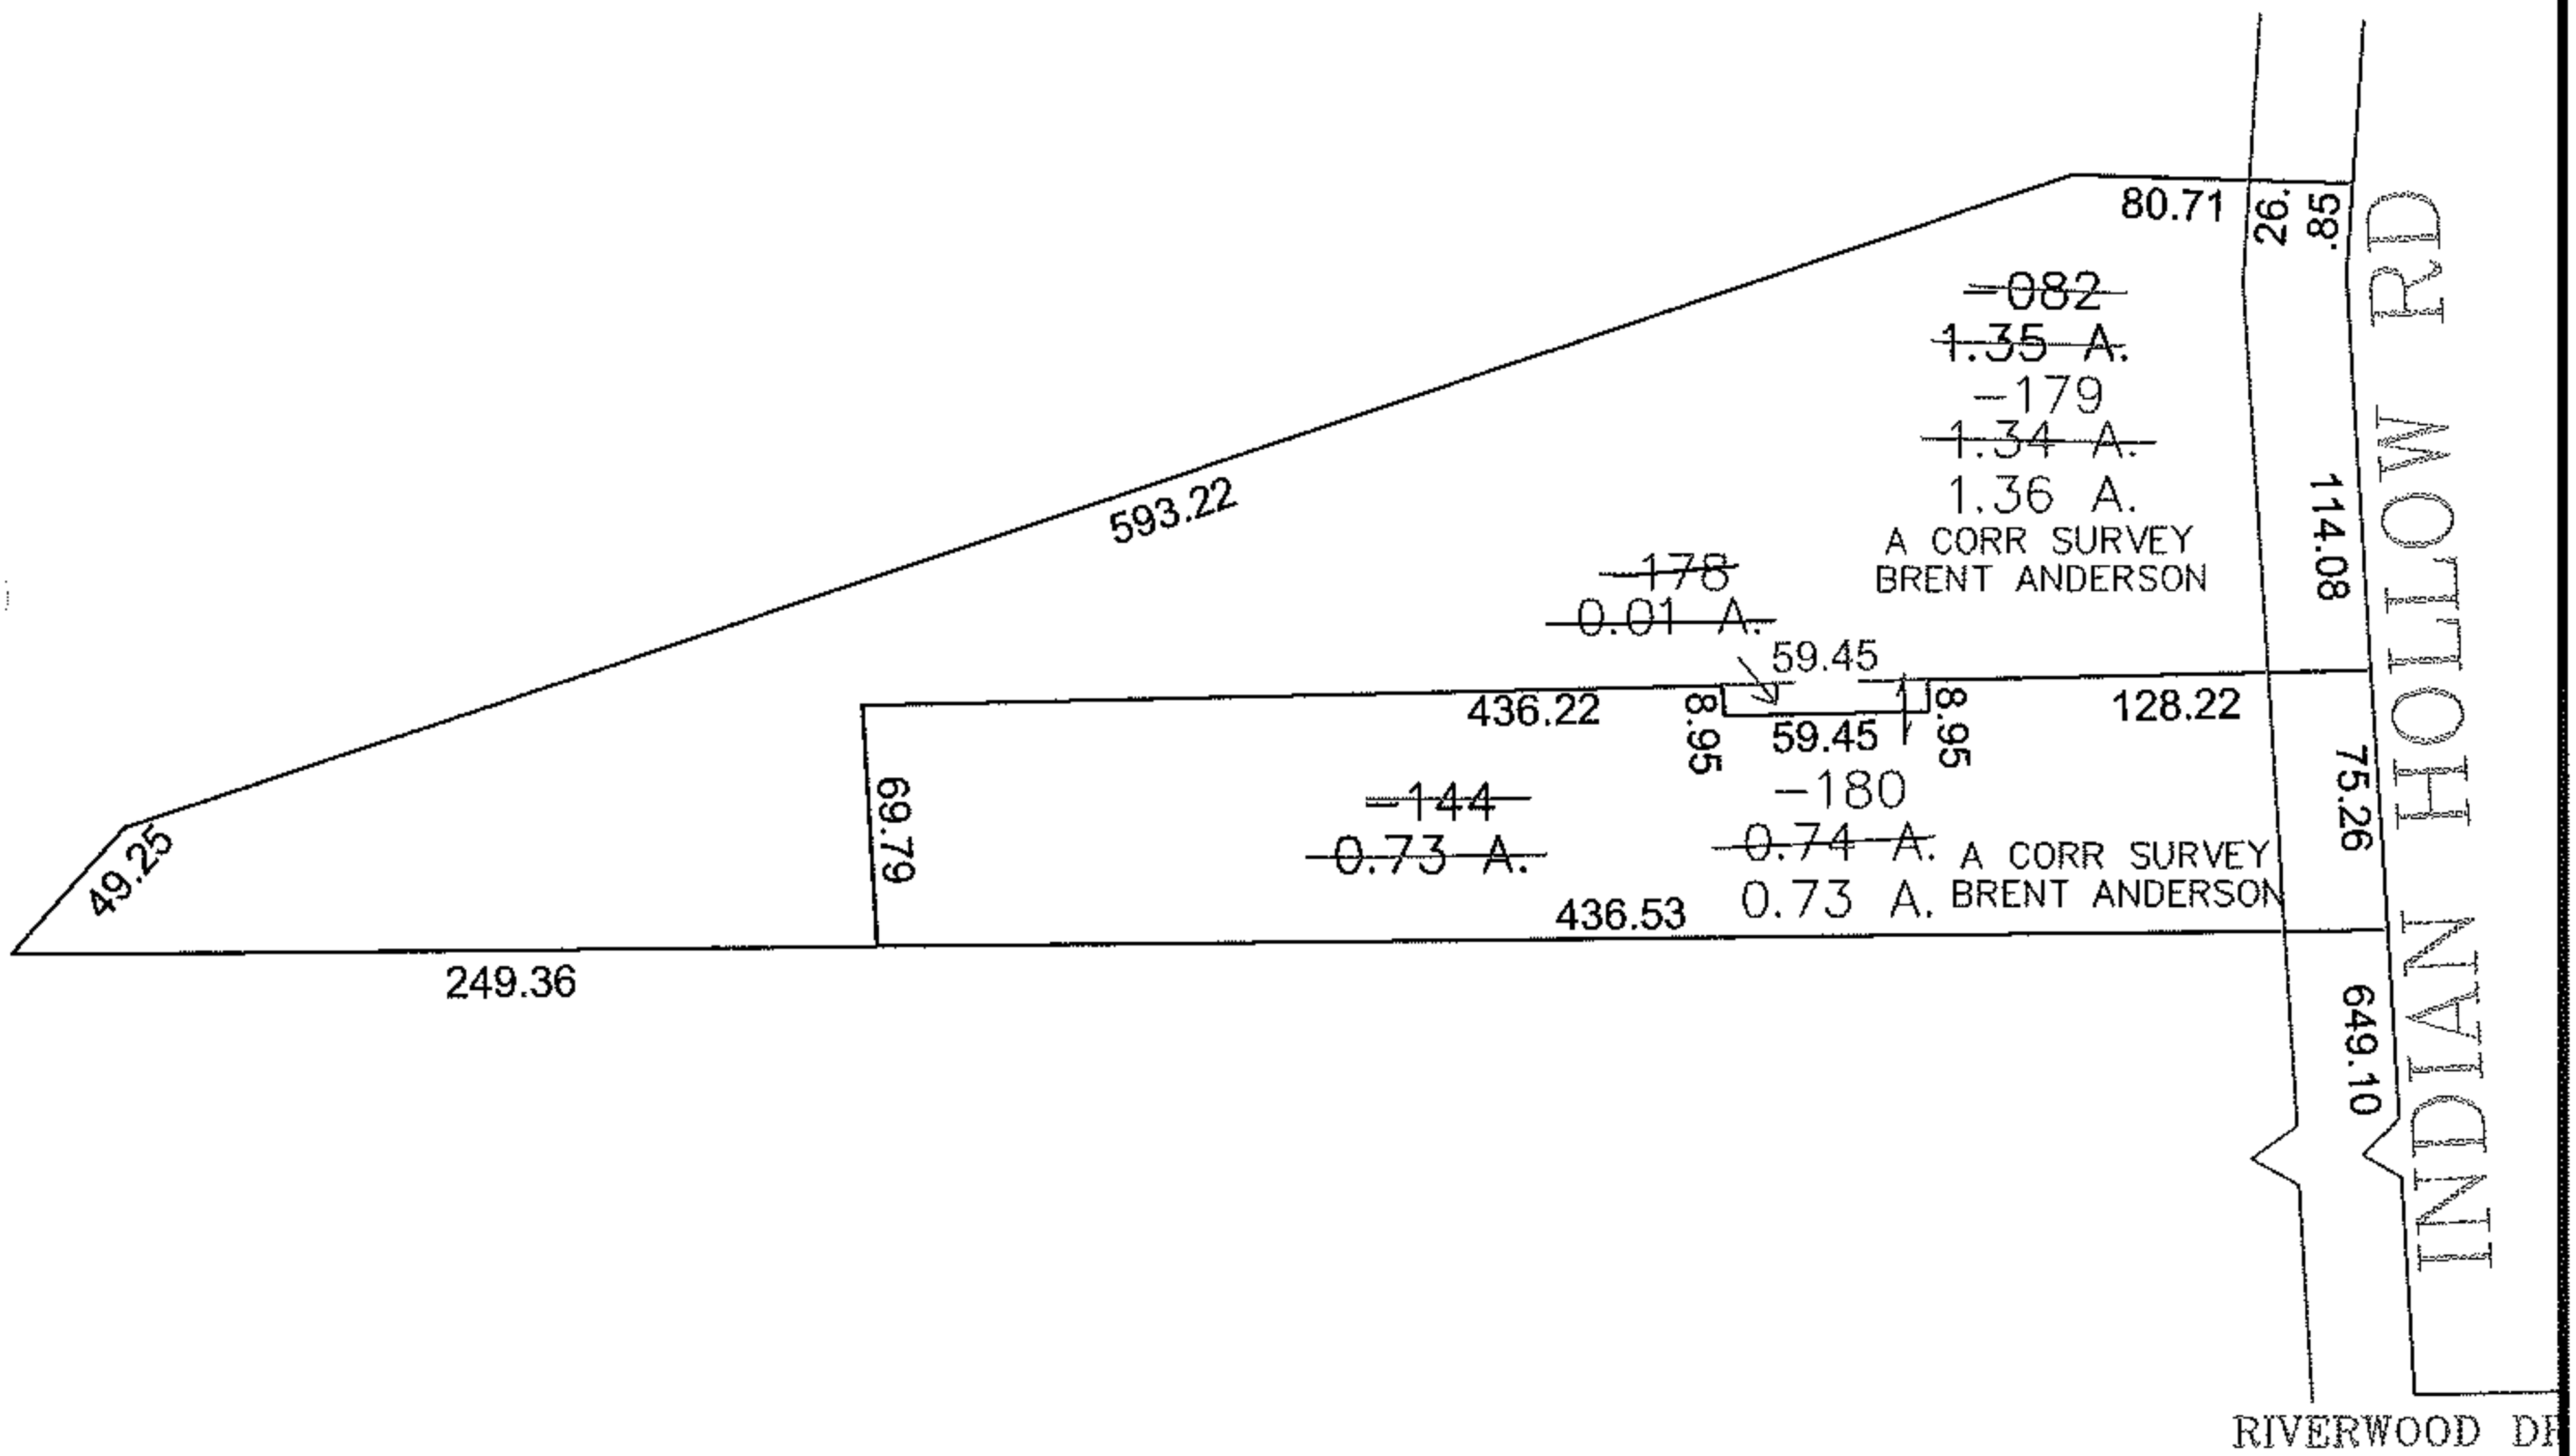 80.71
26.
.85
-082
1.35 A.
-179
1.34 A.
1.36 A.
A CORR SURVEY
BRENT ANDERSON
593.22
114.08
-178
0.01 A.
59.45
436.22
8.95
59.45
8.95
128.22
75.26
-180
-144
0.73 A.
0.74 A.
0.73 A.
A CORR SURVEY
BRENT ANDERSON
69.79
49.25
436.53
249.36
649.10
INDIAN HOLLOW RD
RIVERWOOD